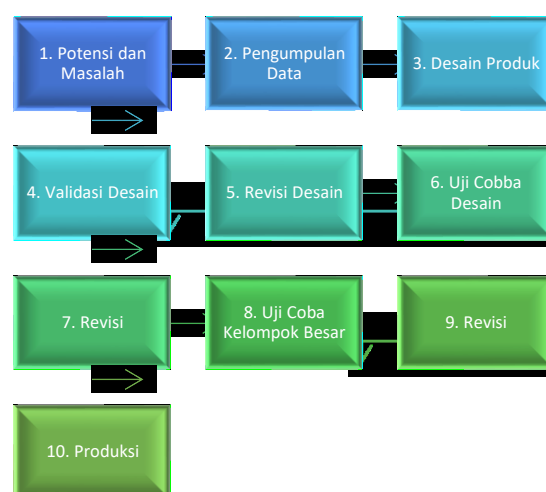 1. Potensi dan
Masalah
2. Pengumpulan
Data
3. Desain Produk
4. Validasi Desain
5. Revisi Desain
6. Uji Cobba
Desain
7. Revisi
8. Uji Coba
Kelompok Besar
9. Revisi
10. Produksi